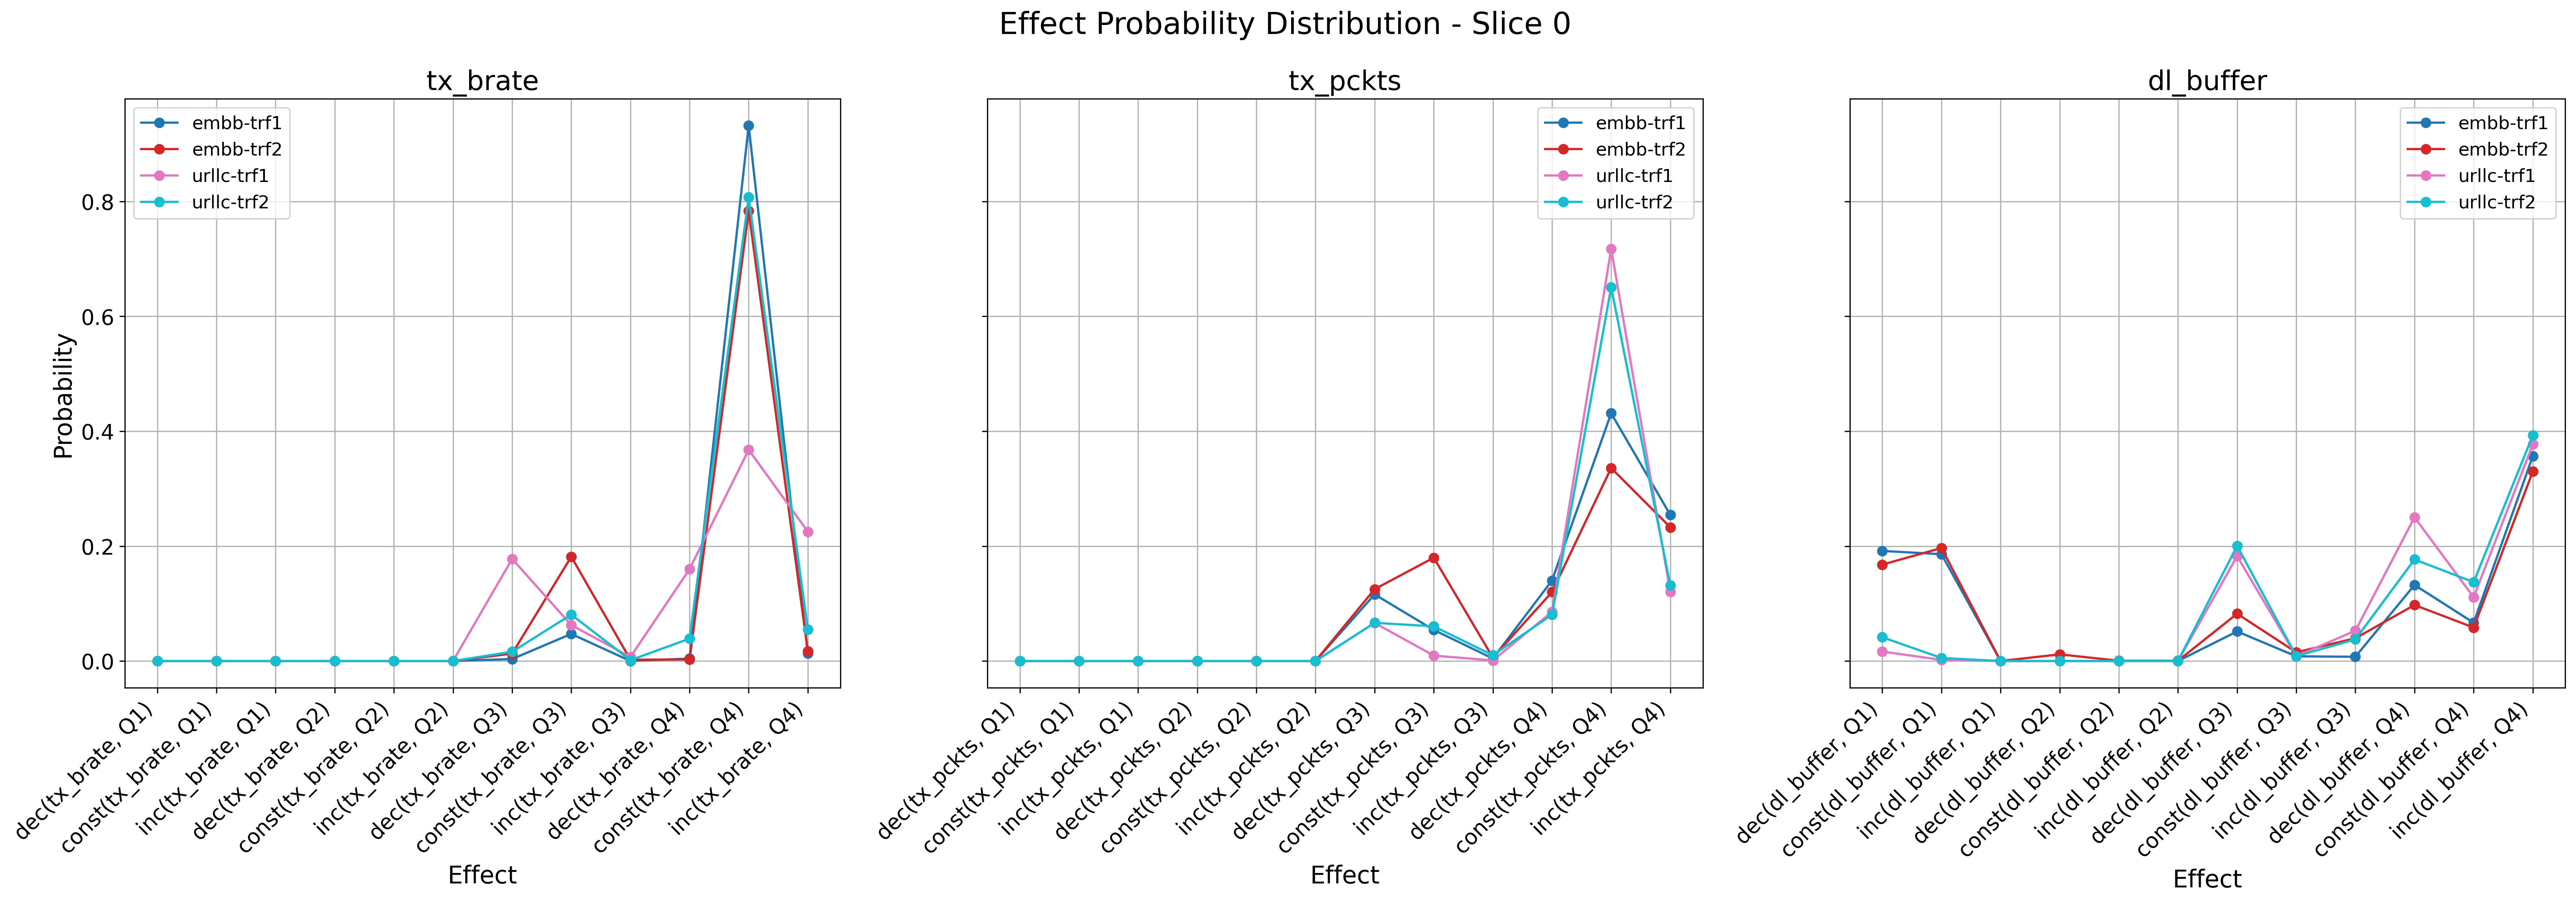 Effect Probability Distribution - Slice 0
tx_brate
embb-trf1
embb-trf2
urllc-trf1
urllc-trf2
Probability
0.8
0.6
0.4
0.2
0.0
dec(tx_brate, Q1)
const(tx_brate, Q1)
inc(tx_brate, Q1)
dec(tx_brate, Q2)
const(tx_brate, Q2)
inc(tx_brate, Q2)
dec(tx_brate, Q3)
const(tx_brate, Q3)
inc(tx_brate, Q3)
dec(tx_brate, Q4)
const(tx_brate, Q4)
inc(tx_brate, Q4)
Effect
tx_pckts
embb-trf1
embb-trf2
urllc-trf1
urllc-trf2
dec(tx_pckts, Q1)
const(tx_pckts, Q1)
inc(tx_pckts, Q1)
dec(tx_pckts, Q2)
const(tx_pckts, Q2)
inc(tx_pckts, Q2)
dec(tx_pckts, Q3)
const(tx_pckts, Q3)
inc(tx_pckts, Q3)
dec(tx_pckts, Q4)
const(tx_pckts, Q4)
inc(tx_pckts, Q4)
Effect
dl_buffer
embb-trf1
embb-trf2
urllc-trf1
urllc-trf2
dec(dl_buffer, Q1)
const(dl_buffer, Q1)
inc(dl_buffer, Q1)
dec(dl_buffer, Q2)
const(dl_buffer, Q2)
inc(dl_buffer, Q2)
dec(dl_buffer, Q3)
const(dl_buffer, Q3)
inc(dl_buffer, Q3)
dec(dl_buffer, Q4)
const(dl_buffer, Q4)
inc(dl_buffer, Q4)
Effect